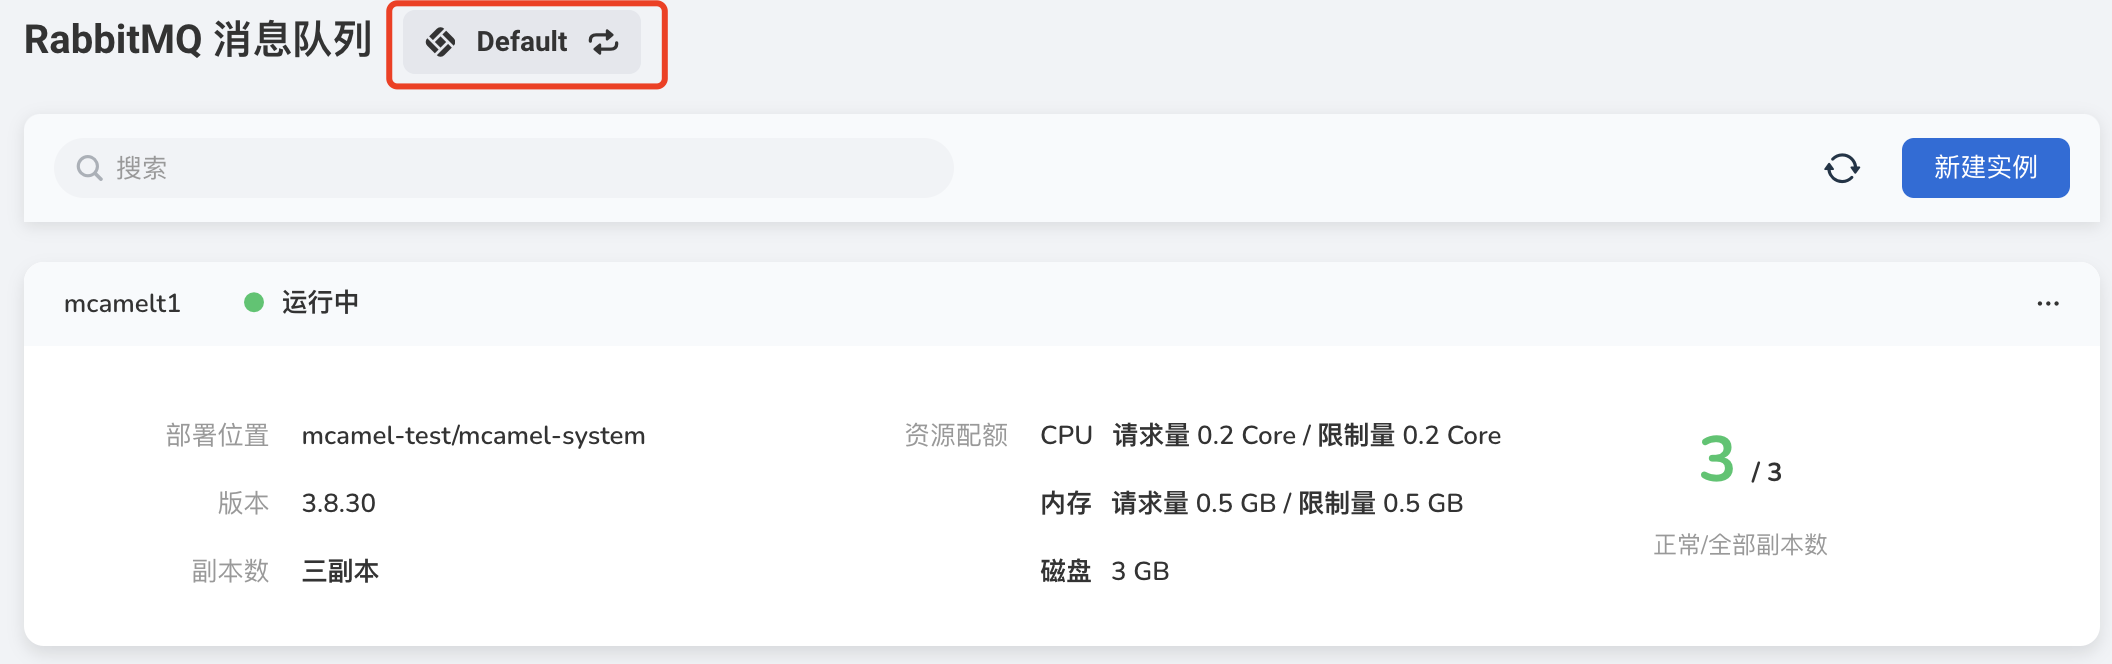 RabbitMQ 消息队列 Default
搜索 新建实例
mcamelt1 运行中 ...
部署位置 mcamel-test/mcamel-system 资源配额 CPU 请求量 0.2 Core / 限制量 0.2 Core
3 / 3
版本 3.8.30 内存 请求量 0.5 GB / 限制量 0.5 GB
正常/全部副本数
副本数 三副本 磁盘 3 GB